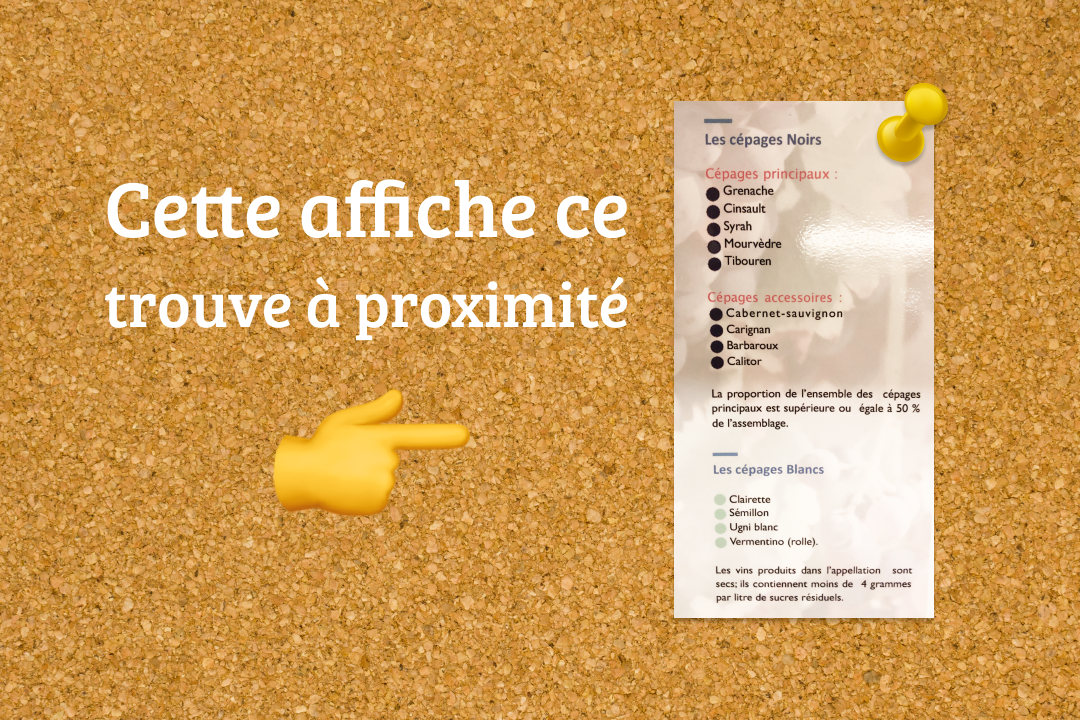 Cette affiche ce
trouve à proximité
Les cépages Noirs
Cépages principaux :
Grenache
Cinsault
Syrah
Mourvèdre
Tibouren
Cépages accessoires :
Cabernet-sauvignon
Carignan
Barbaroux
Calitor
La proportion de l'ensemble des cépages
principaux est supérieure ou égale à 50 %
de l'assemblage.
Les cépages Blancs
Clairette
Sémillon
Ugni blanc
Vermentino (rolle).
Les vins produits dans l'appellation sont
secs; ils contiennent moins de 4 grammes
par litre de sucres résiduels.